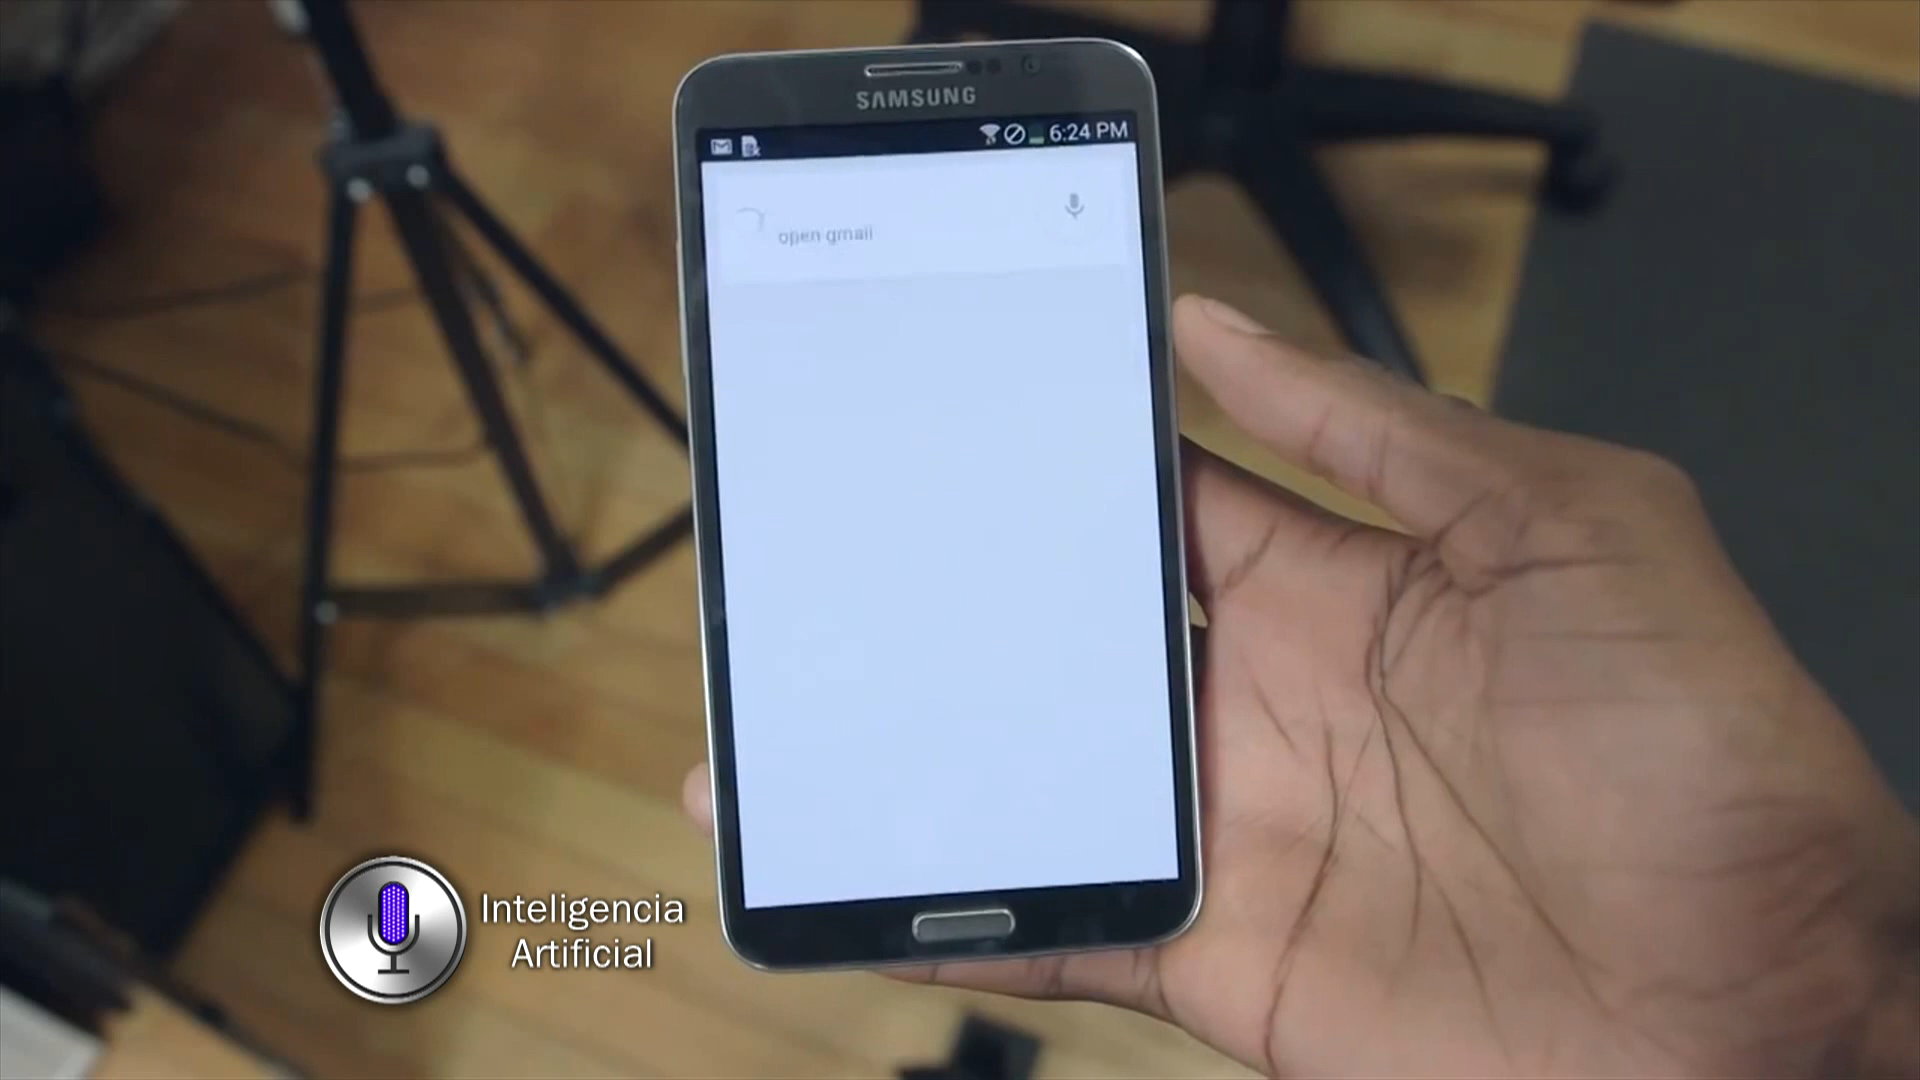 SAMSUNG
6:24 PM
open gmail
Inteligencia
Artificial